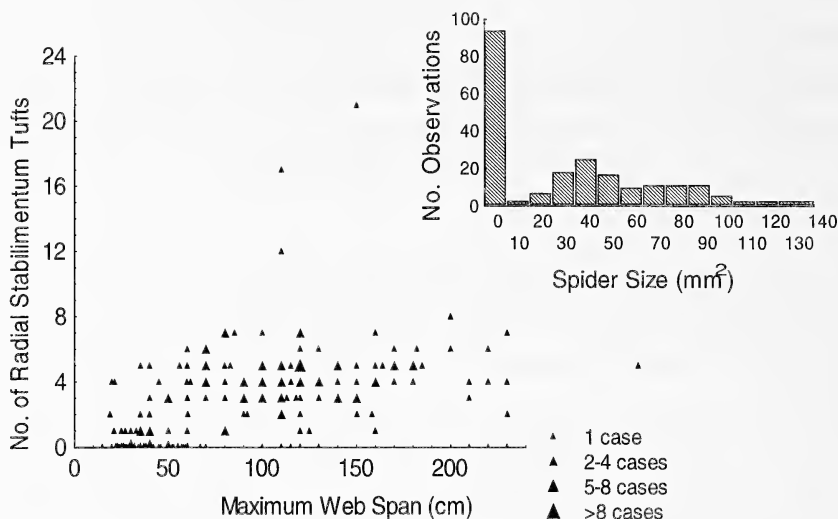 100
80
60
40
20
0
No. Observations
0 20 40 60 80 100 120 140
10 30 50 70 90 110 130
Spider Size (mm²)
24
20
16
12
8
4
0
No. of Radial Stabilimentum Tufts
0 50 100 150 200
Maximum Web Span (cm)
1 case
2-4 cases
5-8 cases
>8 cases